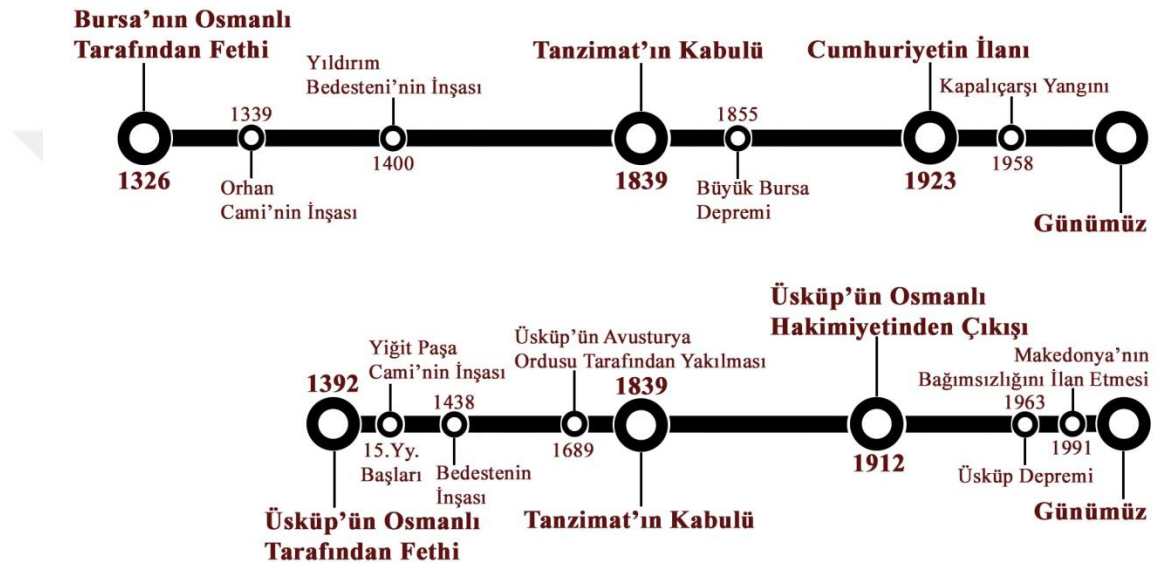 Bursa’nın Osmanlı
Tarafından Fethi
1326
1339
Orhan
Cami’nin İnşası
Yıldırım
Bedesteni’nin İnşası
1400
Tanzimat’ın Kabulü
1839
1855
Büyük Bursa
Depremi
Cumhuriyetin İlanı
1923
Kapalıçarşı Yangını
1958
Günümüz
1392
Üsküp’ün Osmanlı
Tarafından Fethi
Yiğit Paşa
Cami’nin İnşası
15.Yy.
Başları
1438
Bedestenin
İnşası
Üsküp’ün Avusturya
Ordusu Tarafından Yakılması
1689
1839
Tanzimat’ın Kabulü
Üsküp’ün Osmanlı
Hakimiyetinden Çıkışı
1912
1963
Üsküp Depremi
Makedonya’nın
Bağımsızlığını İlan Etmesi
1991
Günümüz